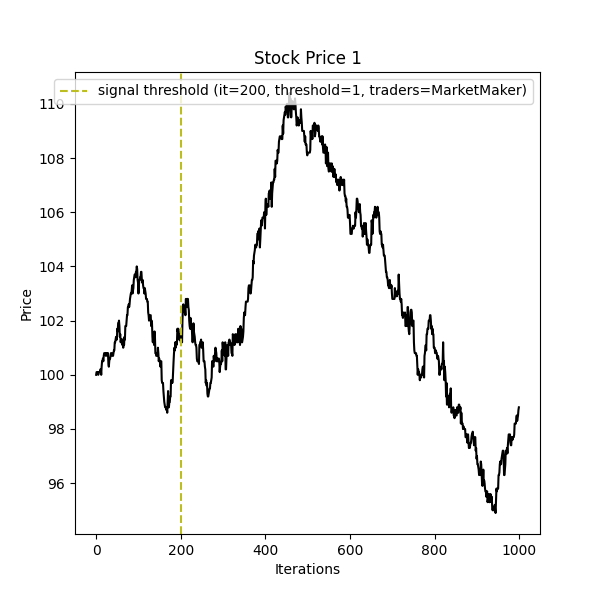 Stock Price 1
signal threshold (it=200, threshold=1, traders=MarketMaker)
110
108
106
104
102
100
98
96
Price
0 200 400 600 800 1000
Iterations